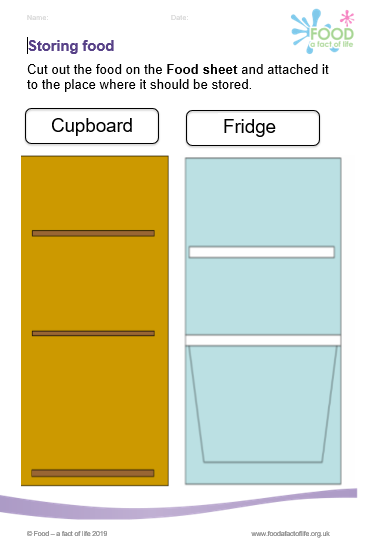 Name:
Date:
FOOD
a fact of life
Storing food
Cut out the food on the Food sheet and attached it
to the place where it should be stored.
Cupboard
Fridge
© Food – a fact of life 2019
www.foodafactoflife.org.uk